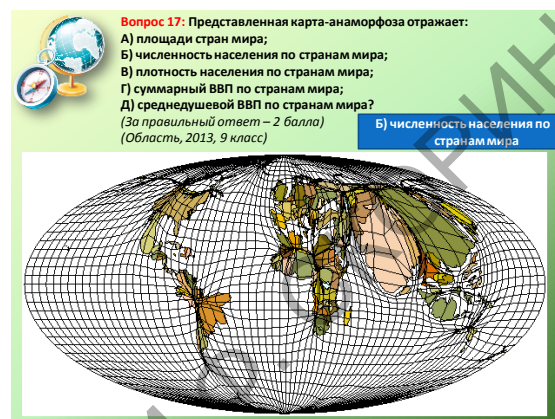 Вопрос 17: Представленная карта-анаморфоза отражает:
А) площади стран мира;
Б) численность населения по странам мира;
В) плотность населения по странам мира;
Г) суммарный ВВП по странам мира;
Д) среднедушевой ВВП по странам мира?
(За правильный ответ – 2 балла)
(Область, 2013, 9 класс)
Б) численность населения по
странам мира